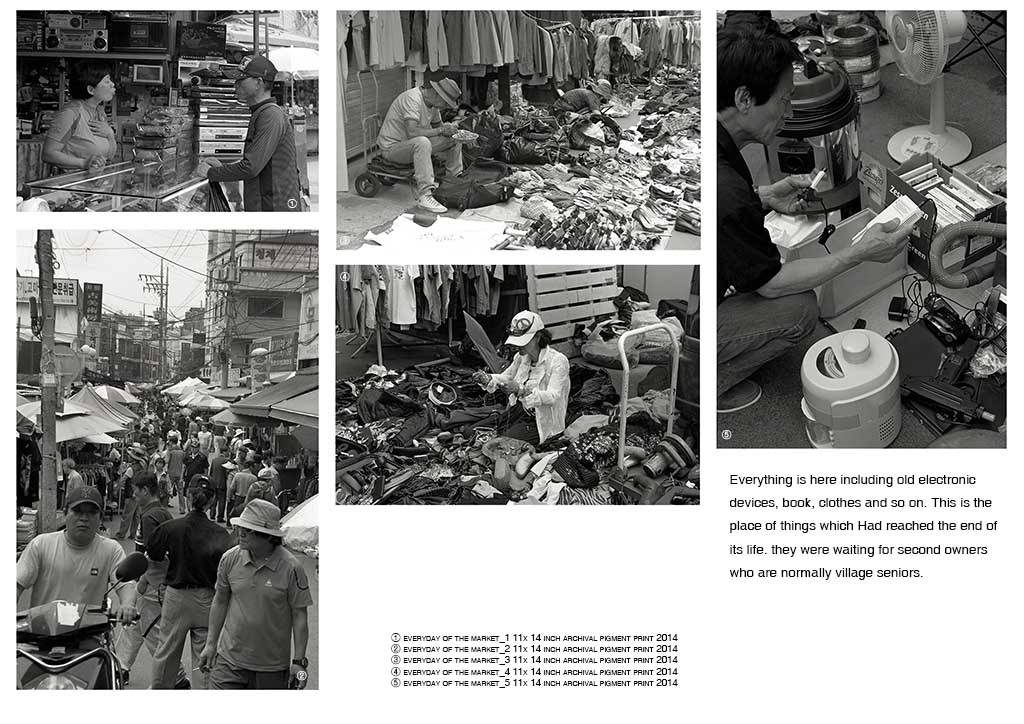 ①
②
③
④
⑤
경제
Everything is here including old electronic
devices, book, clothes and so on. This is the
place of things which Had reached the end of
its life. they were waiting for second owners
who are normally village seniors.
① EVERYDAY OF THE MARKET_1 11X 14 INCH ARCHIVAL PIGMENT PRINT 2014
② EVERYDAY OF THE MARKET_2 11X 14 INCH ARCHIVAL PIGMENT PRINT 2014
③ EVERYDAY OF THE MARKET_3 11X 14 INCH ARCHIVAL PIGMENT PRINT 2014
④ EVERYDAY OF THE MARKET_4 11X 14 INCH ARCHIVAL PIGMENT PRINT 2014
⑤ EVERYDAY OF THE MARKET_5 11X 14 INCH ARCHIVAL PIGMENT PRINT 2014